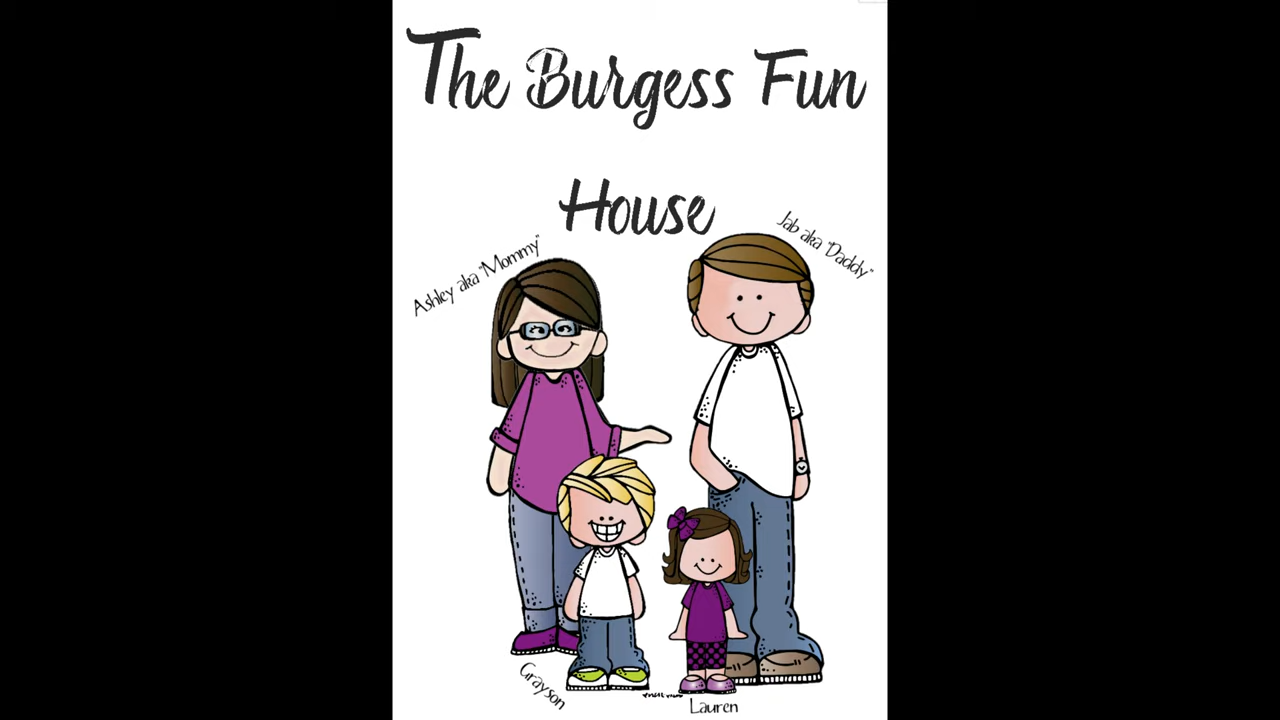 The Burgess Fun
House
Ashley aka "Mommy"
Jab aka "Daddy"
Grayson
Lauren